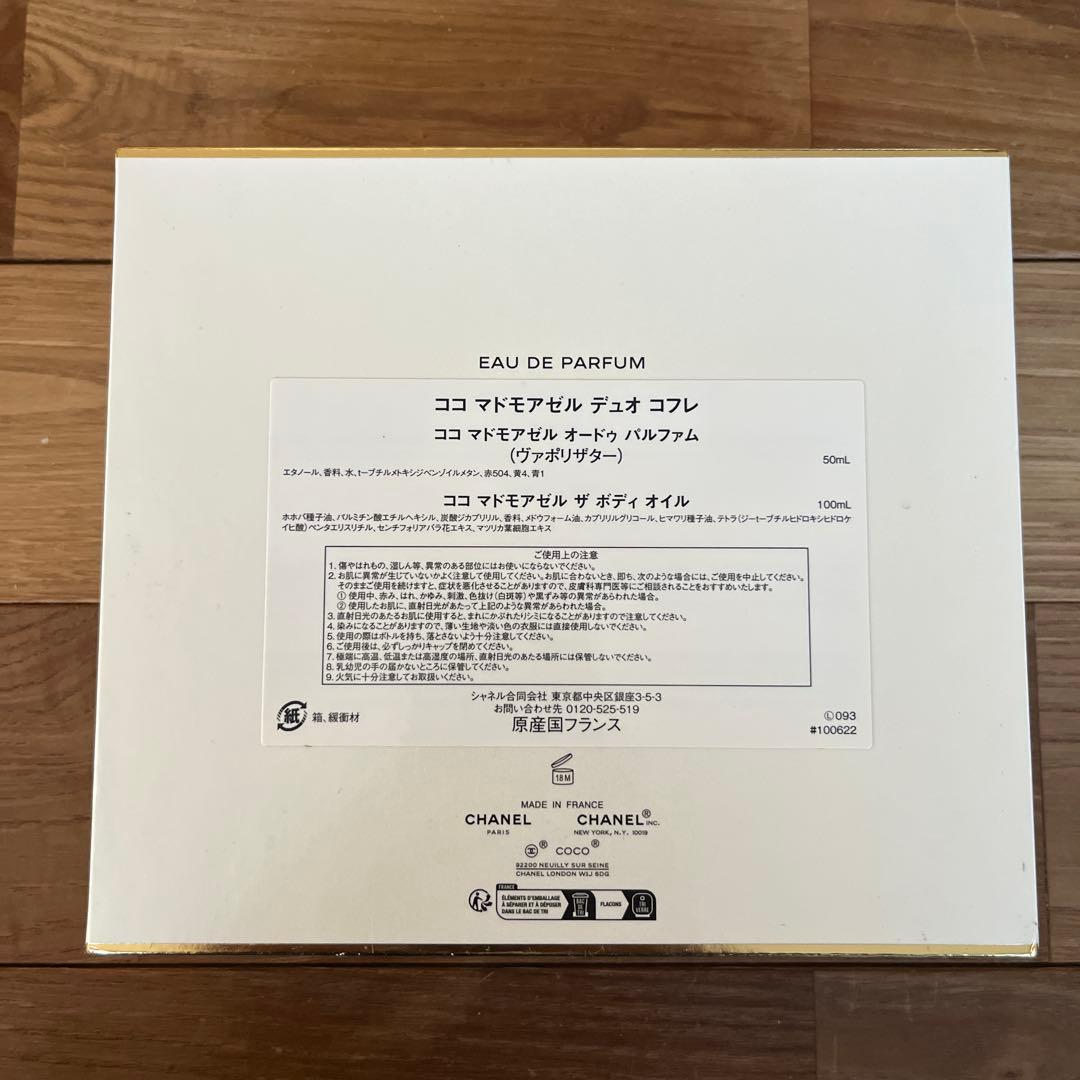 EAU DE PARFUM
ココ マドモアゼル デュオ コフレ
ココ マドモアゼル オードゥ パルファム
（ヴァポリザター） 50mL
エタノール、香料、水、t-ブチルメトキシジベンゾイルメタン、赤504、黄4、青1
ココ マドモアゼル ザ ボディ オイル 100mL
ホホバ種子油、パルミチン酸エチルヘキシル、炭酸ジカプリリル、香料、メドウフォーム油、カプリリルグリコール、ヒマワリ種子油、テトラ（ジーtーブチルヒドロキシヒドロケ
イヒ酸）ペンタエリスリチル、センチフォリアバラ花エキス、マツリカ葉細胞エキス
ご使用上の注意
1. 傷やはれもの、湿しん等、異常のある部位にはお使いにならないでください。
2. お肌に異常が生じていないかよく注意して使用してください。お肌に合わないとき、即ち、次のような場合には、ご使用を中止してください。
そのままご使用を続けますと、症状を悪化させることがありますので、皮膚科専門医等にご相談されることをおすすめいたします。
① 使用中、赤み、はれ、かゆみ、刺激、色抜け（白斑等）や黒ずみ等の異常があらわれた場合。
② 使用したお肌に、直射日光があたって上記のような異常があらわれた場合。
3. 直射日光のあたるお肌に使用すると、まれにかぶれたりシミになることがありますので注意してください。
4. 染みになることがありますので、薄い生地や淡い色の衣服には直接使用しないでください。
5. 使用の際はボトルを持ち、落とさないよう十分注意してください。
6. ご使用後は、必ずしっかりキャップを閉めてください。
7. 極端に高温、低温または高湿度の場所、直射日光のあたる場所には保管しないでください。
8. 乳幼児の手の届かないところに保管してください。
9. 火気に十分注意してお取扱いください。
シャネル合同会社 東京都中央区銀座3-5-3
お問い合わせ先 0120-525-519
原産国フランス
紙 箱、緩衝材
Ⓛ093
#100622
18 M
MADE IN FRANCE
CHANEL CHANEL® INC.
PARIS NEW YORK, N.Y. 10019
® COCO®
92200 NEUILLY SUR SEINE
CHANEL LONDON W1J 6DG
FRANCE
ÉLÉMENTS D'EMBALLAGE
À SÉPARER ET À DÉPOSER
DANS LE BAC DE TRI
BAC DE TRI
FLACONS
TRI VERRE